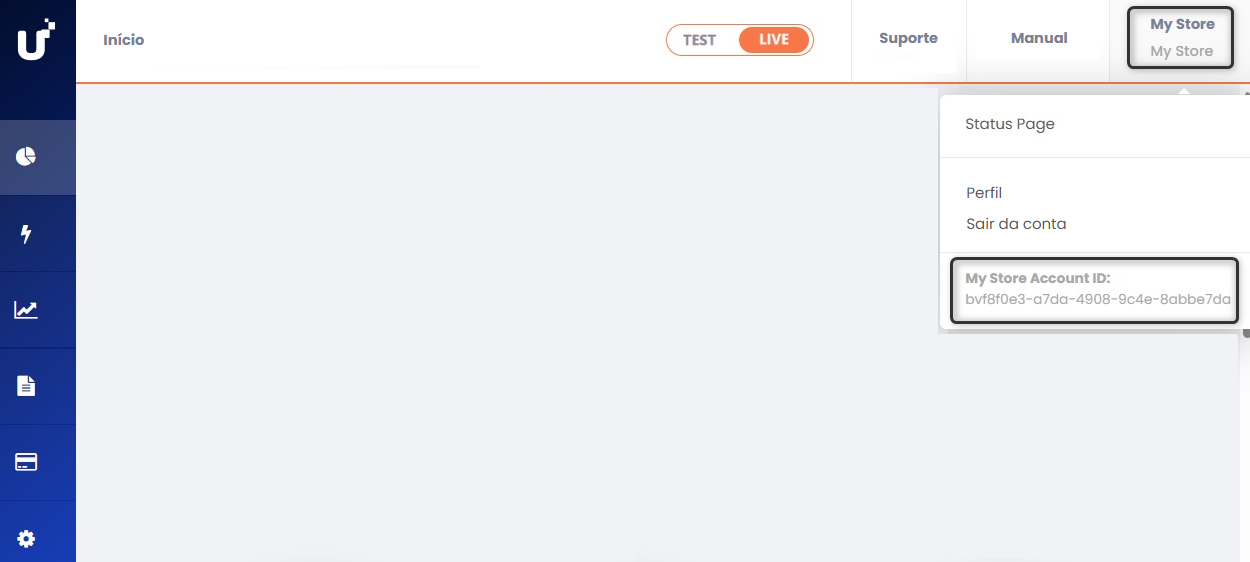 Início
TEST
LIVE
Suporte
Manual
My Store
My Store
Status Page
Perfil
Sair da conta
My Store Account ID:
bvf8f0e3-a7da-4908-9c4e-8abbe7da